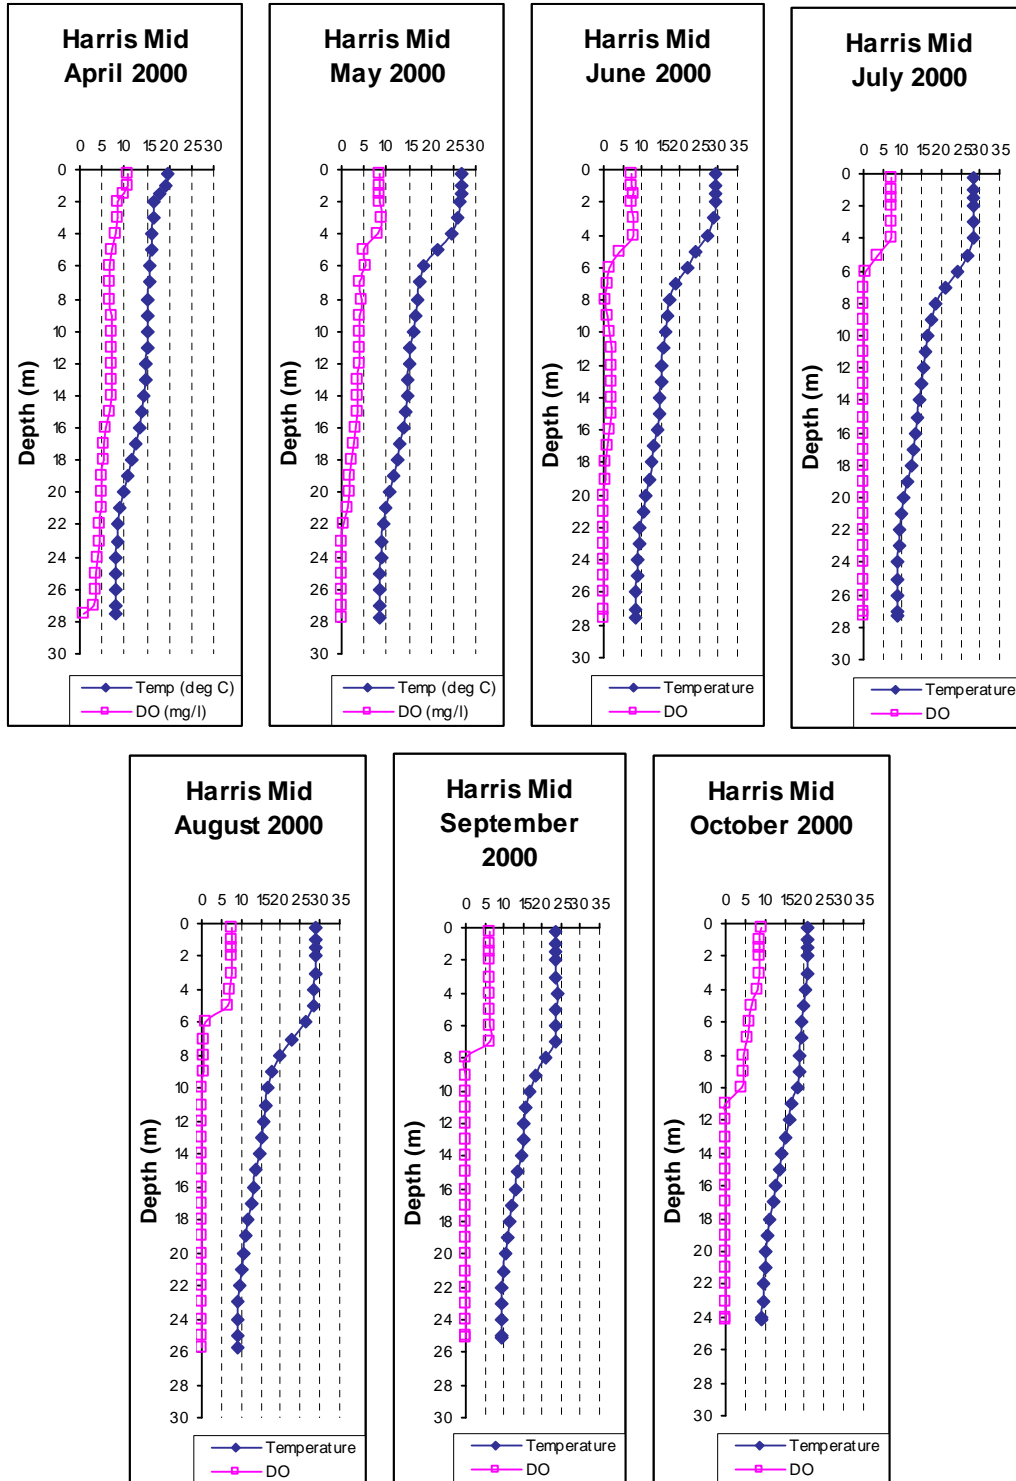 Harris Mid
April 2000
0 5 10 15 20 25 30
0
2
4
6
8
10
12
14
16
18
20
22
24
26
28
30
Depth (m)
Temp (deg C)
DO (mg/l)
Harris Mid
May 2000
0 5 10 15 20 25 30
0
2
4
6
8
10
12
14
16
18
20
22
24
26
28
30
Depth (m)
Temp (deg C)
DO (mg/l)
Harris Mid
June 2000
0 5 10 15 20 25 30 35
0
2
4
6
8
10
12
14
16
18
20
22
24
26
28
30
Depth (m)
Temperature
DO
Harris Mid
July 2000
0 5 10 15 20 25 30 35
0
2
4
6
8
10
12
14
16
18
20
22
24
26
28
30
Depth (m)
Temperature
DO
Harris Mid
August 2000
0 5 10 15 20 25 30 35
0
2
4
6
8
10
12
14
16
18
20
22
24
26
28
30
Depth (m)
Temperature
DO
Harris Mid
September
2000
0 5 10 15 20 25 30 35
0
2
4
6
8
10
12
14
16
18
20
22
24
26
28
30
Depth (m)
Temperature
DO
Harris Mid
October 2000
0 5 10 15 20 25 30 35
0
2
4
6
8
10
12
14
16
18
20
22
24
26
28
30
Depth (m)
Temperature
DO